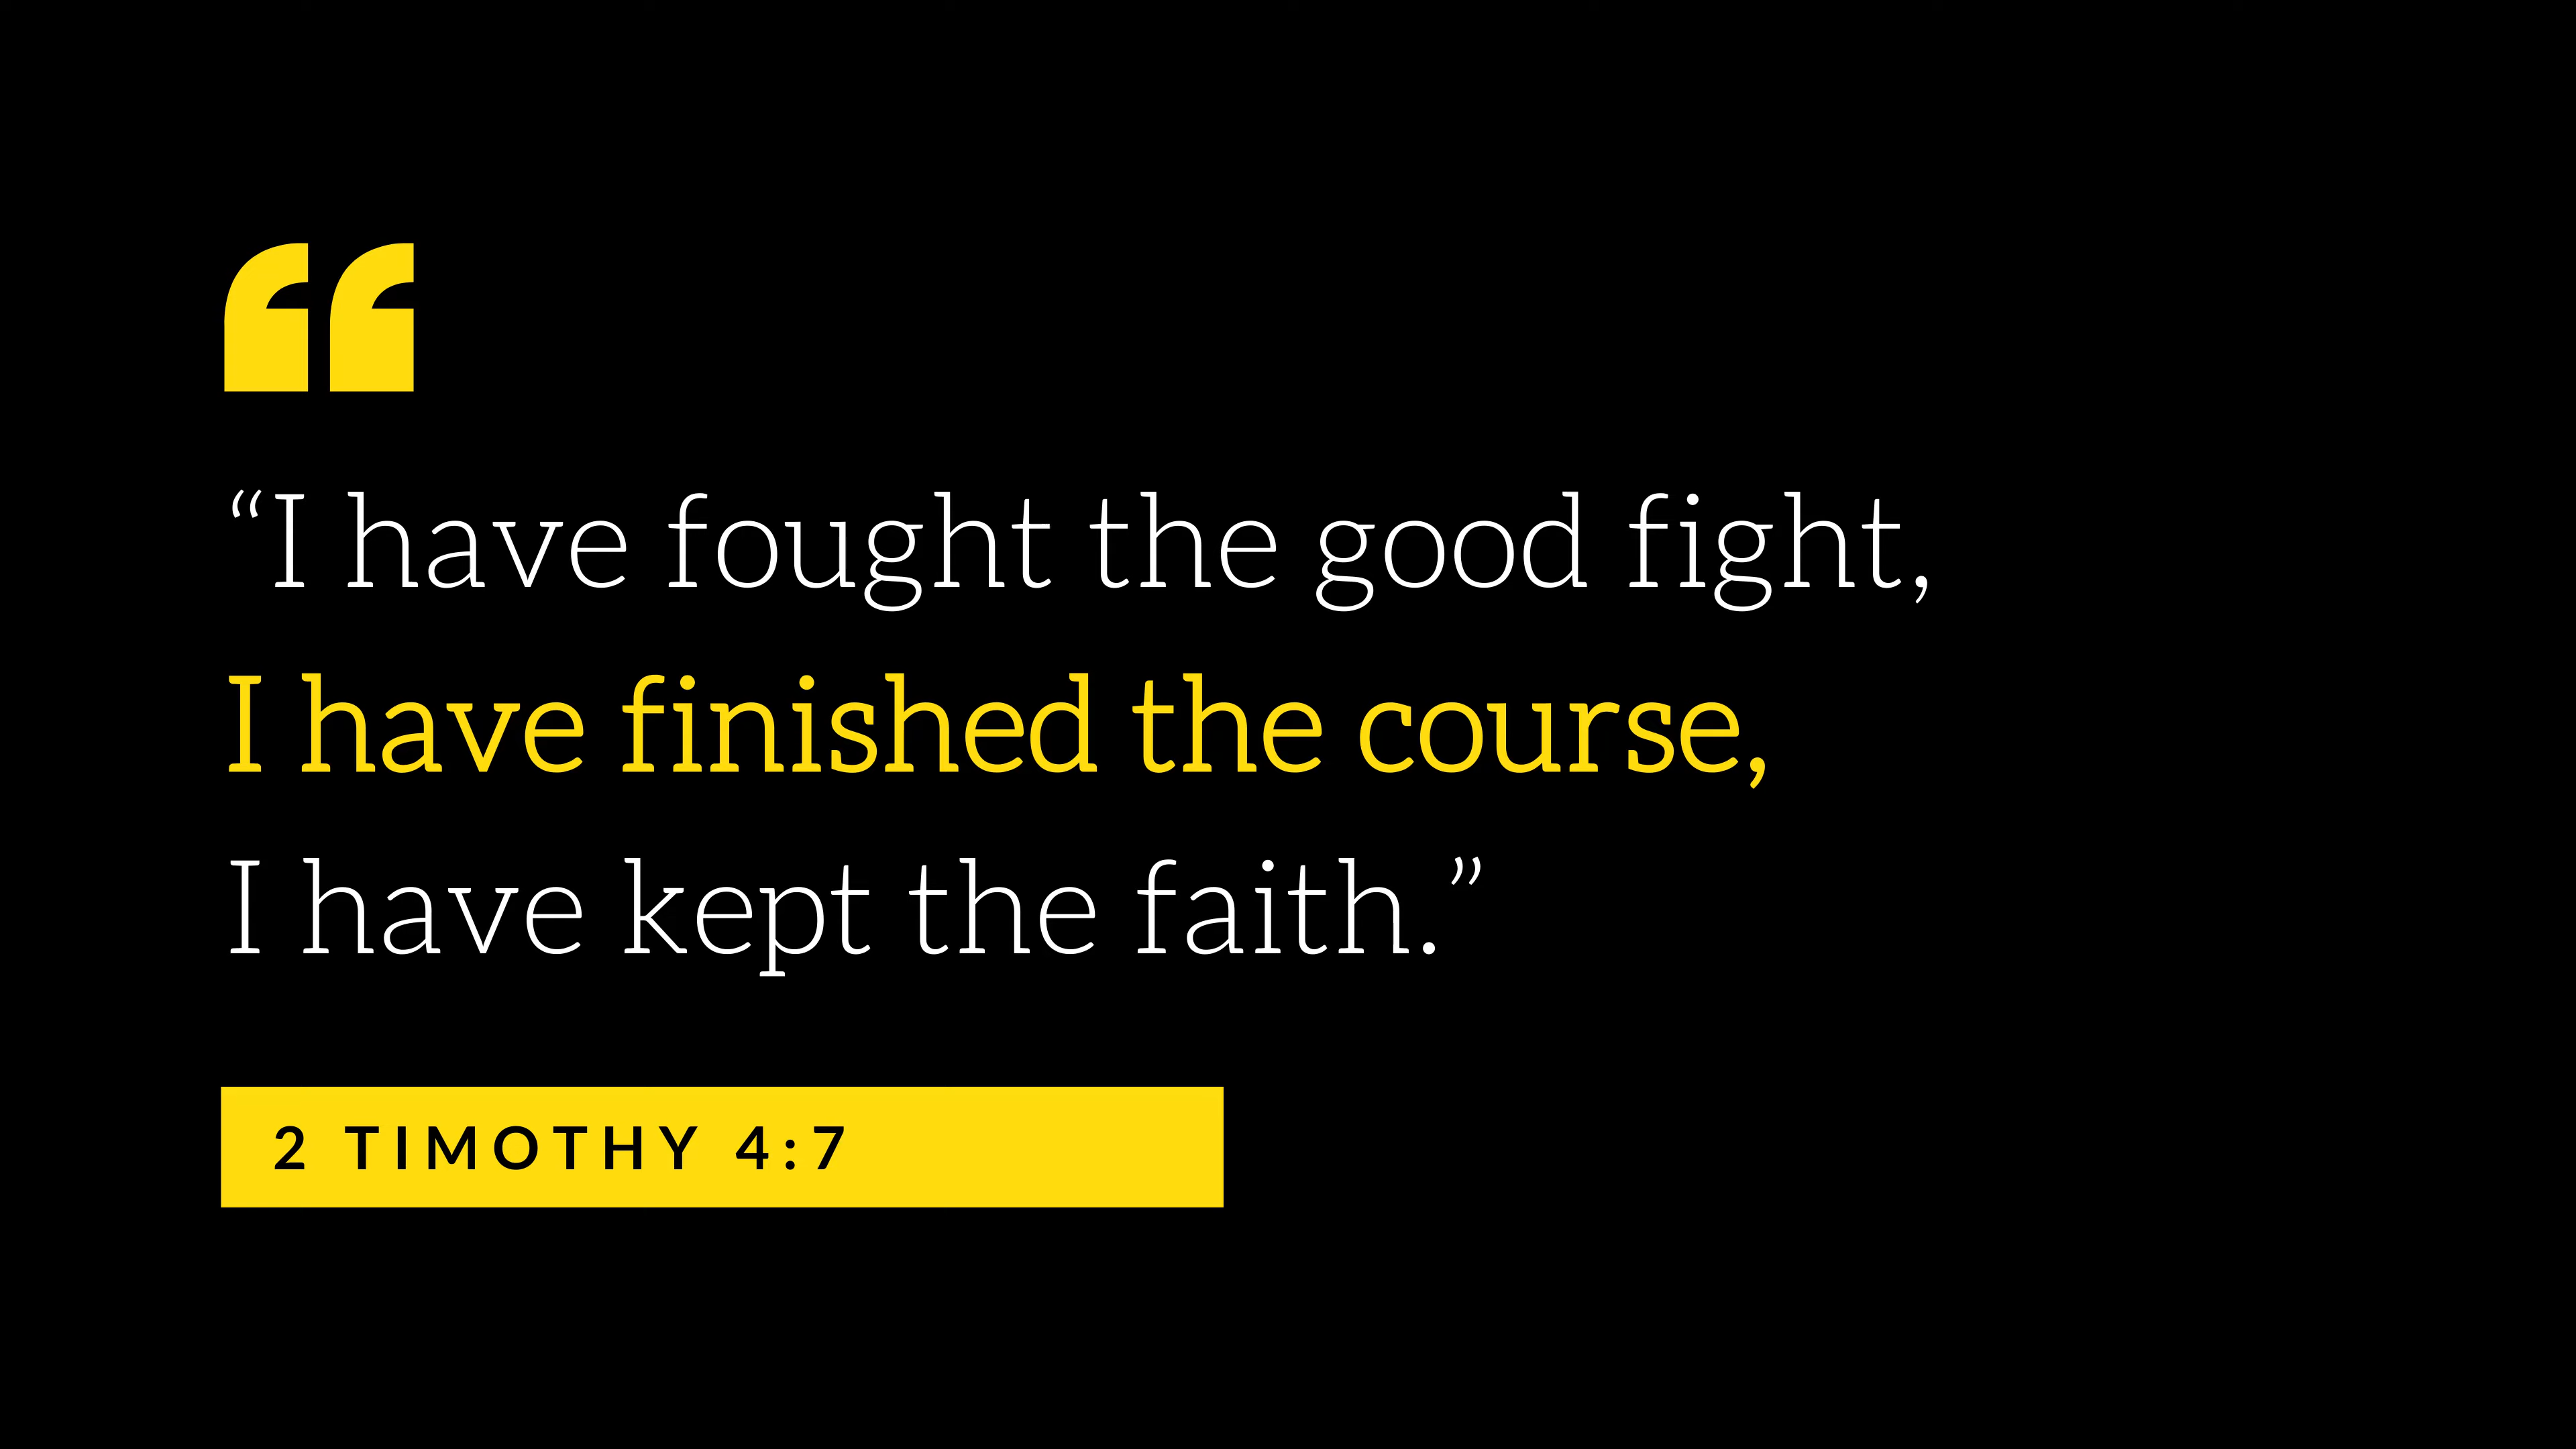 “I have fought the good fight,
I have finished the course,
I have kept the faith.”
2 TIMOTHY 4:7